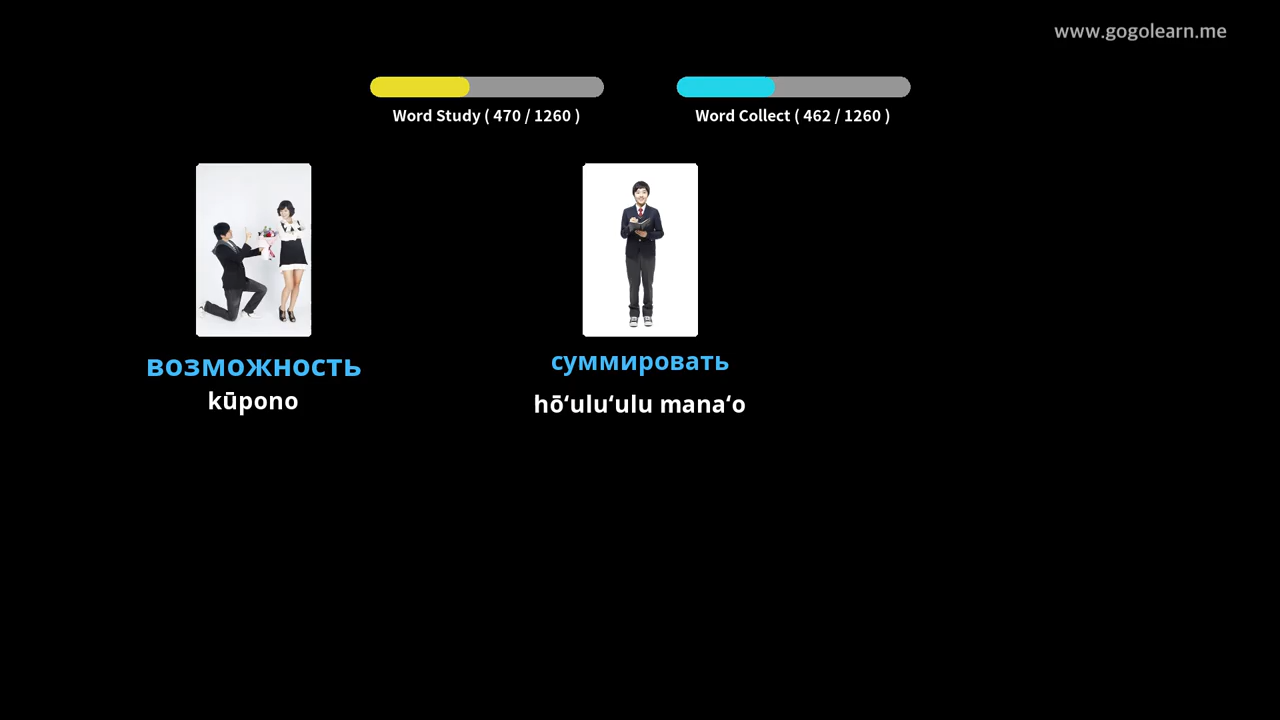 www.gogolearn.me
Word Study ( 470 / 1260 )
Word Collect ( 462 / 1260 )
возможность
суммировать
kūpono
hōʻuluʻulu manaʻo